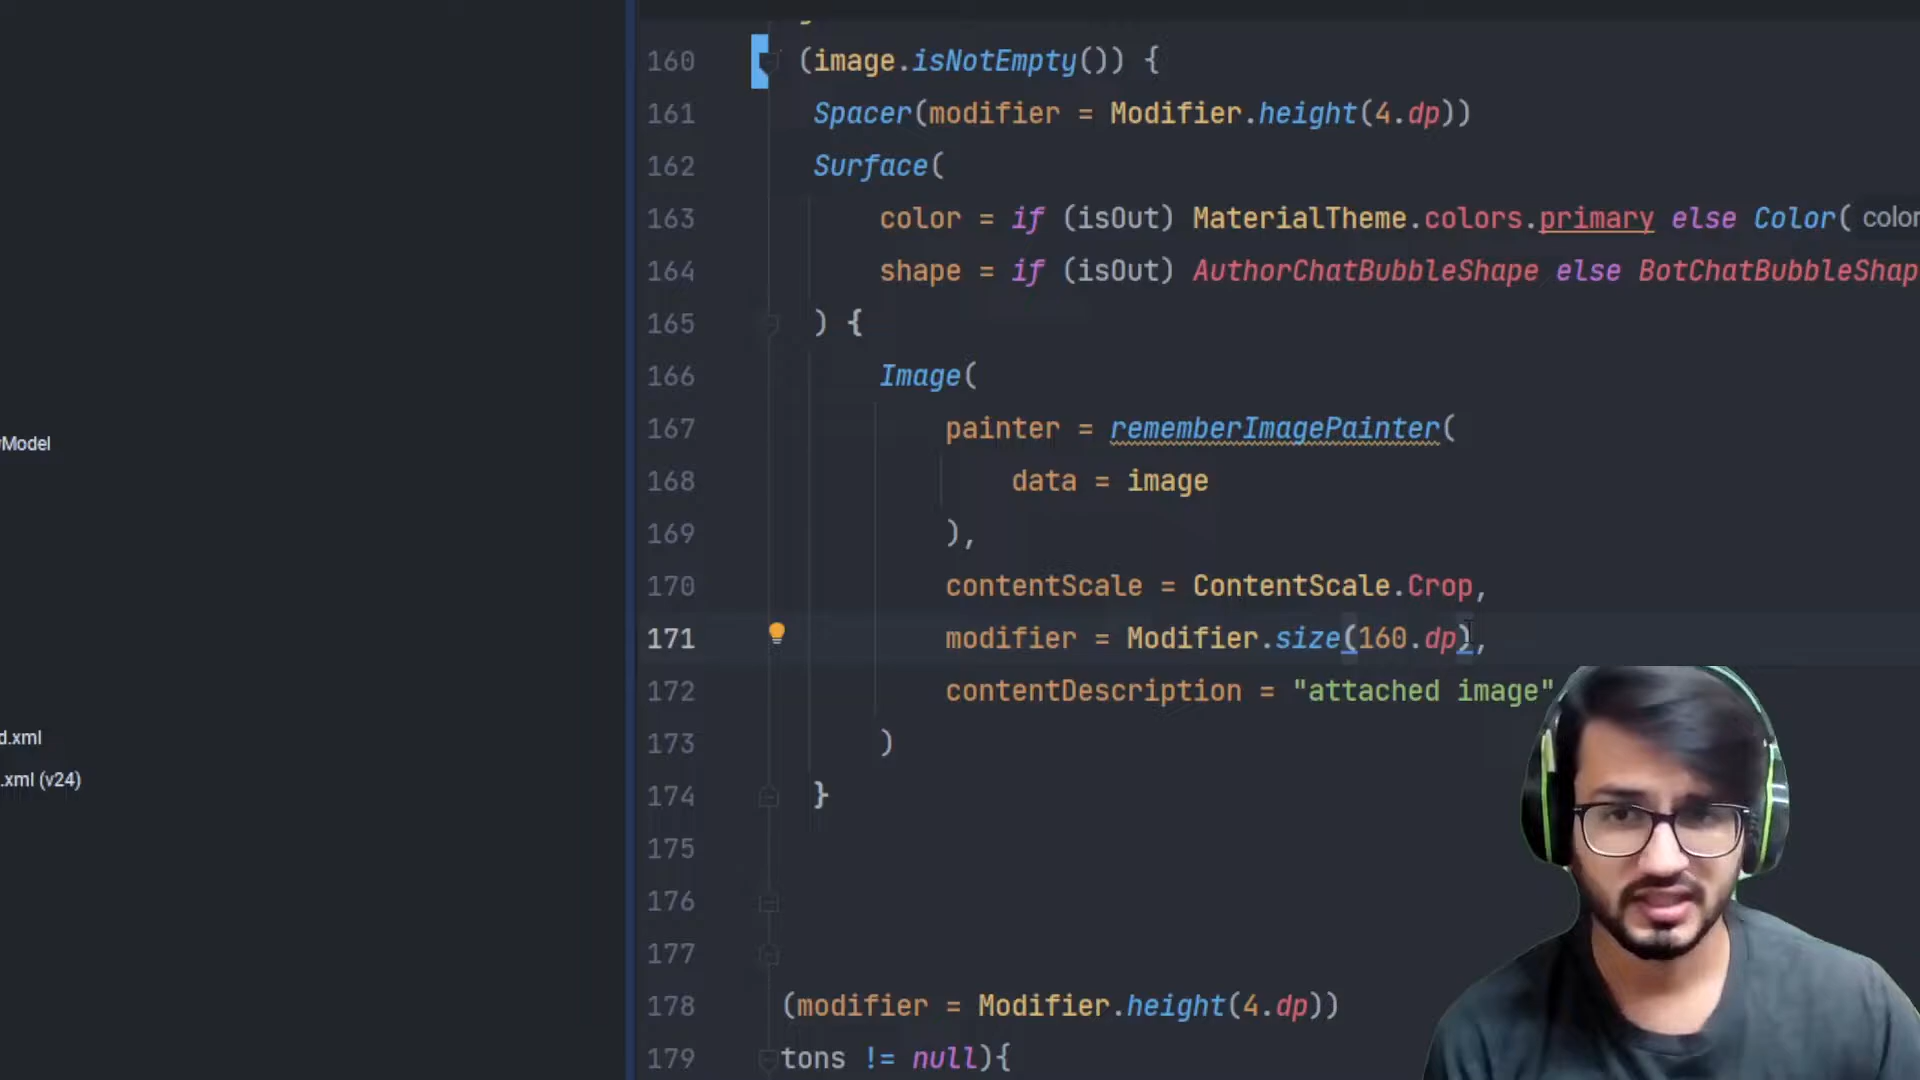 160 (image.isNotEmpty()) {
161 Spacer(modifier = Modifier.height(4.dp))
162 Surface(
163 color = if (isOut) MaterialTheme.colors.primary else Color( color
164 shape = if (isOut) AuthorChatBubbleShape else BotChatBubbleShap
165 ) {
166 Image(
167 painter = rememberImagePainter(
Model
168 data = image
169 ),
170 contentScale = ContentScale.Crop,
171 modifier = Modifier.size(160.dp),
172 contentDescription = "attached image"
d.xml
173 )
.xml (v24)
174 }
175
176
177
178 (modifier = Modifier.height(4.dp))
179 tons != null){